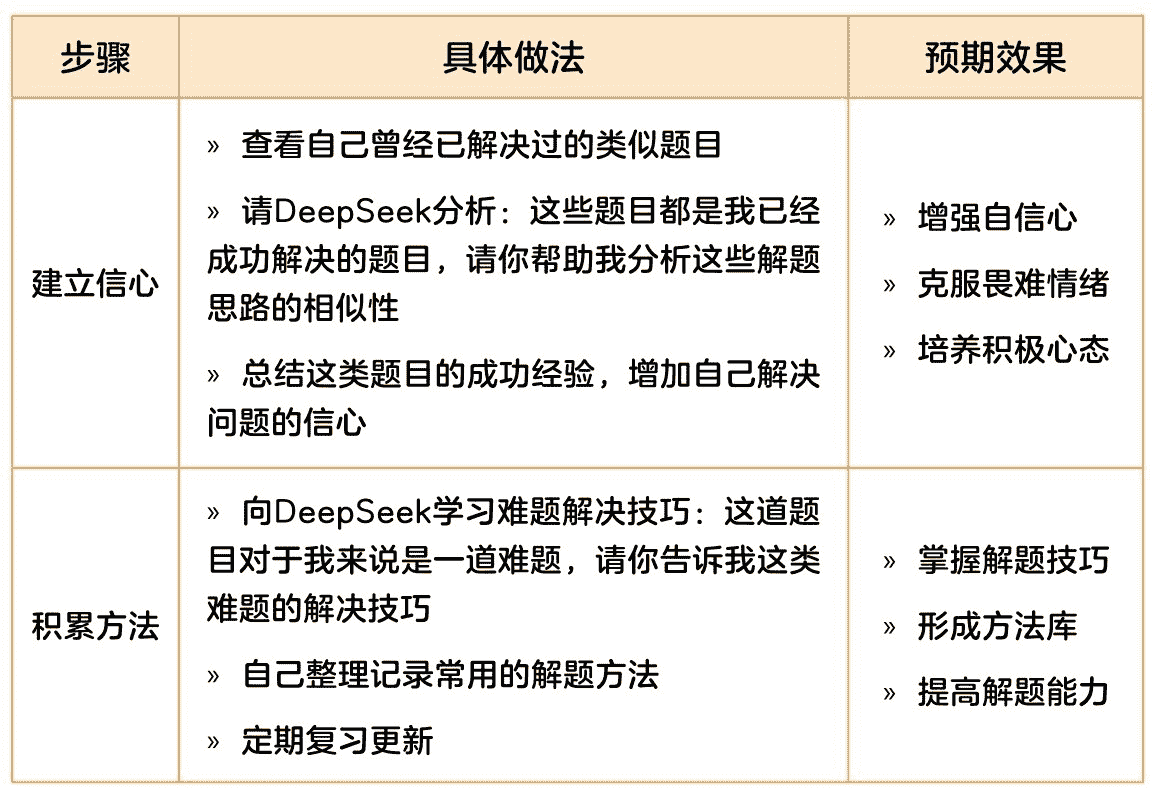 步骤
具体做法
预期效果
建立信心
» 查看自己曾经已解决过的类似题目
» 请DeepSeek分析：这些题目都是我已经
成功解决的题目，请你帮助我分析这些解题
思路的相似性
» 总结这类题目的成功经验，增加自己解决
问题的信心
» 增强自信心
» 克服畏难情绪
» 培养积极心态
积累方法
» 向DeepSeek学习难题解决技巧：这道题
目对于我来说是一道难题，请你告诉我这类
难题的解决技巧
» 自己整理记录常用的解题方法
» 定期复习更新
» 掌握解题技巧
» 形成方法库
» 提高解题能力